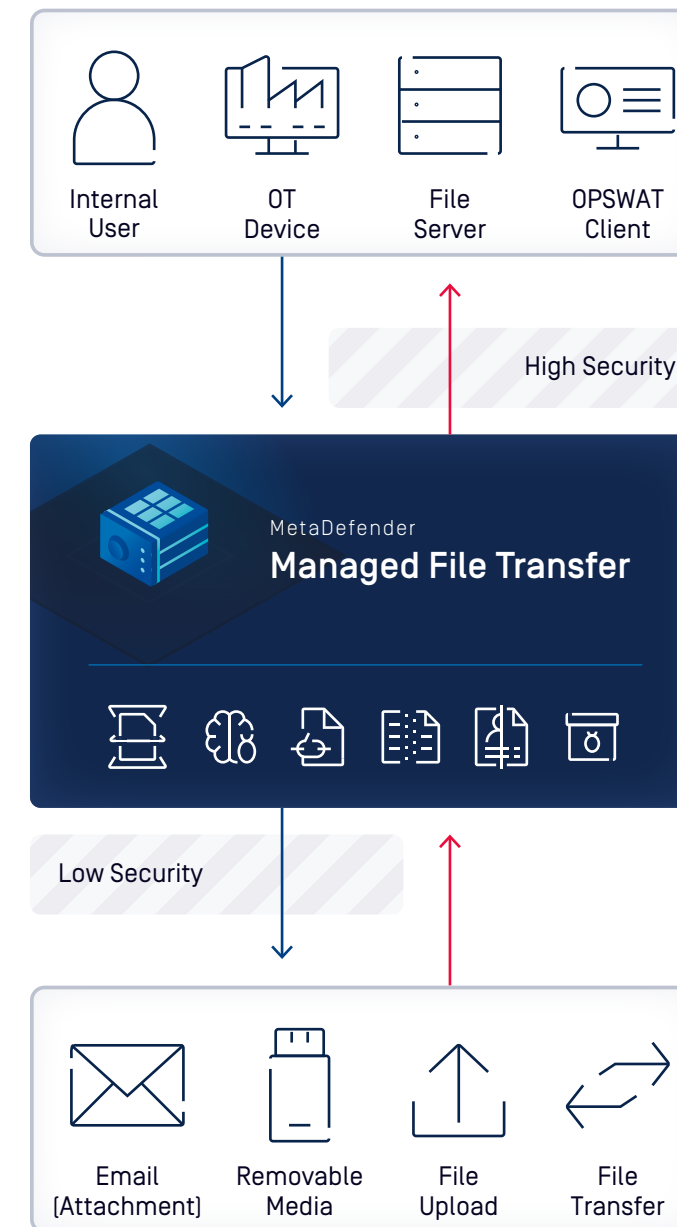 Internal
User
OT
Device
File
Server
OPSWAT
Client
High Security
MetaDefender
Managed File Transfer
Low Security
Email
(Attachment)
Removable
Media
File
Upload
File
Transfer